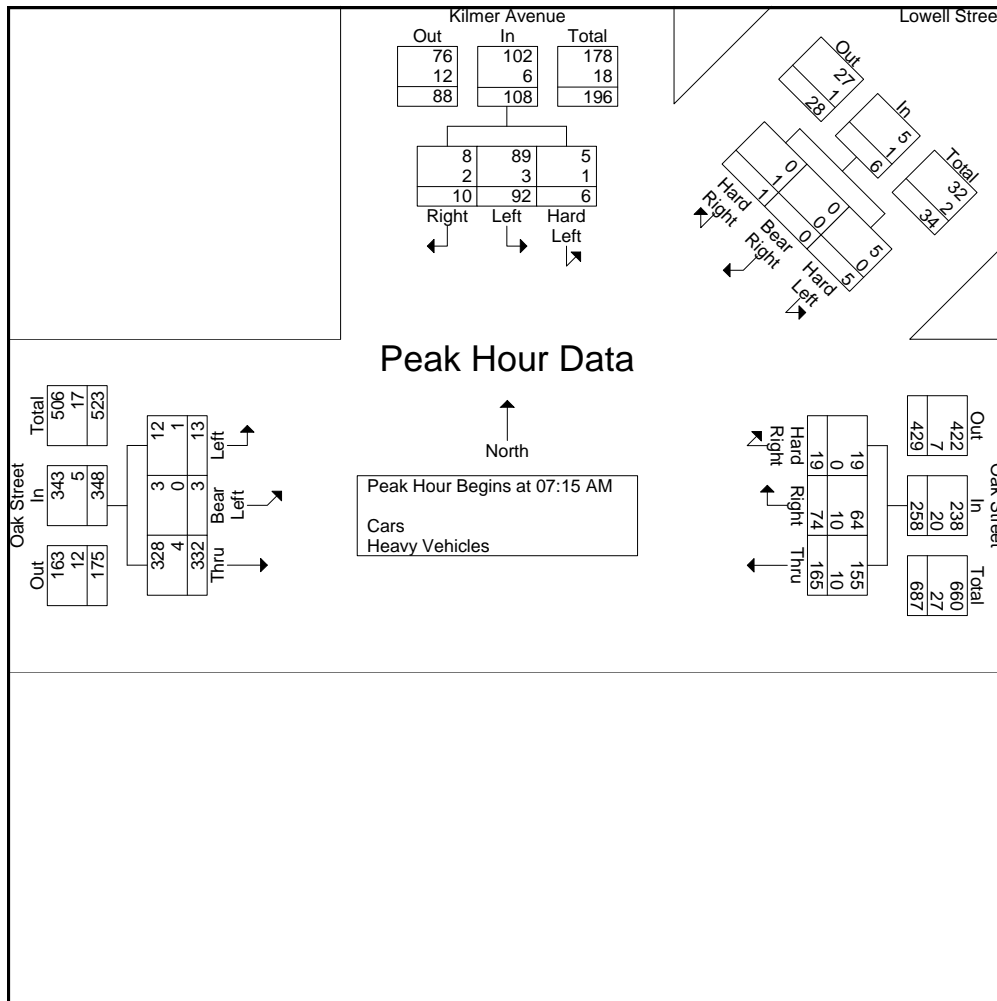 Kilmer Avenue
Out In Total
76 102 178
12 6 18
88 108 196
8 89 5
2 3 1
10 92 6
Right Left Hard
Left
Lowell Stree
Out
27
1
28
In
5
1
6
Total
32
2
34
0 0 5
1 0 0
1 0 5
Hard
Right
Bear
Right
Hard
Left
Peak Hour Data
North
Peak Hour Begins at 07:15 AM
Cars
Heavy Vehicles
Oak Street
Out In Total
163 343 506
12 5 17
175 348 523
328 3 12
4 0 1
332 3 13
Thru Bear
Left
Left
Oak Street
Out In Total
422 238 660
7 20 27
429 258 687
19 64 155
0 10 10
19 74 165
Hard
Right
Right Thru